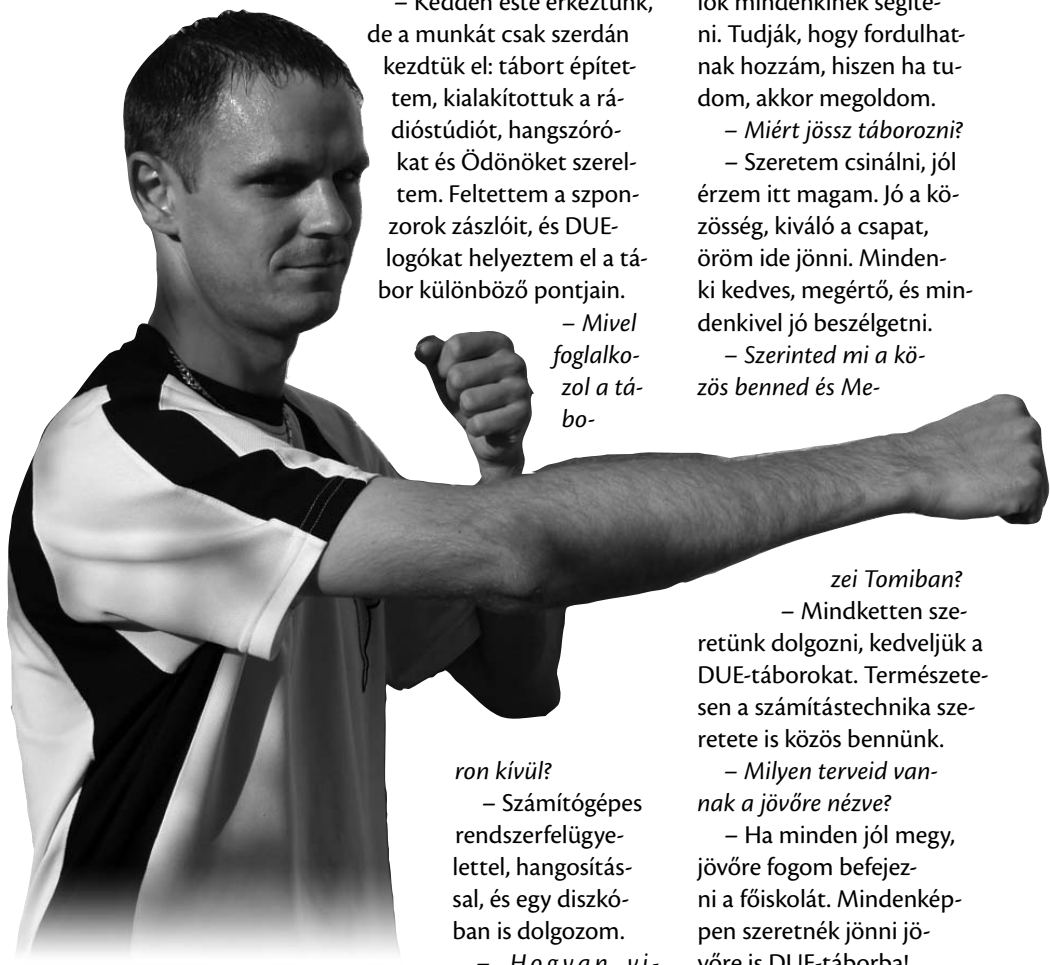 – Kedden este érkeztünk,
de a munkát csak szerdán
kezdtük el: tábort épített-
tem, kialakítottuk a rá-
dióstúdiót, hangszóró-
kat és Ödönöket szerel-
tem. Feltettem a szpon-
zorok zászlóit, és DUE-
logókat helyeztem el a tá-
bor különböző pontjain.
– Mivel
foglalko-
zol a tá-
bo-
ron kívül?
– Számítógépes
rendszerfelügye-
lettel, hangosítás-
sal, és egy diszkó-
ban is dolgozom.
– Hogyan vi-
lok mindenkinek segíte-
ni. Tudják, hogy fordulhat-
nak hozzám, hiszen ha tu-
dom, akkor megoldom.
– Miért jössz táborozni?
– Szeretem csinálni, jól
érzem itt magam. Jó a kö-
zösség, kiváló a csapat,
öröm ide jönni. Minden-
ki kedves, megértő, és min-
denkivel jó beszélgetni.
– Szerinted mi a kö-
zös benned és Me-
zei Tomiban?
– Mindketten sze-
retünk dolgozni, kedveljük a
DUE-táborokat. Természete-
sen a számítástechnika sze-
retete is közös bennünk.
– Milyen terveid van-
nak a jövőre nézve?
– Ha minden jól megy,
jövőre fogom befejez-
ni a főiskolát. Mindenkép-
pen szeretnék jönni jö-
vőre is DUE-táborba!